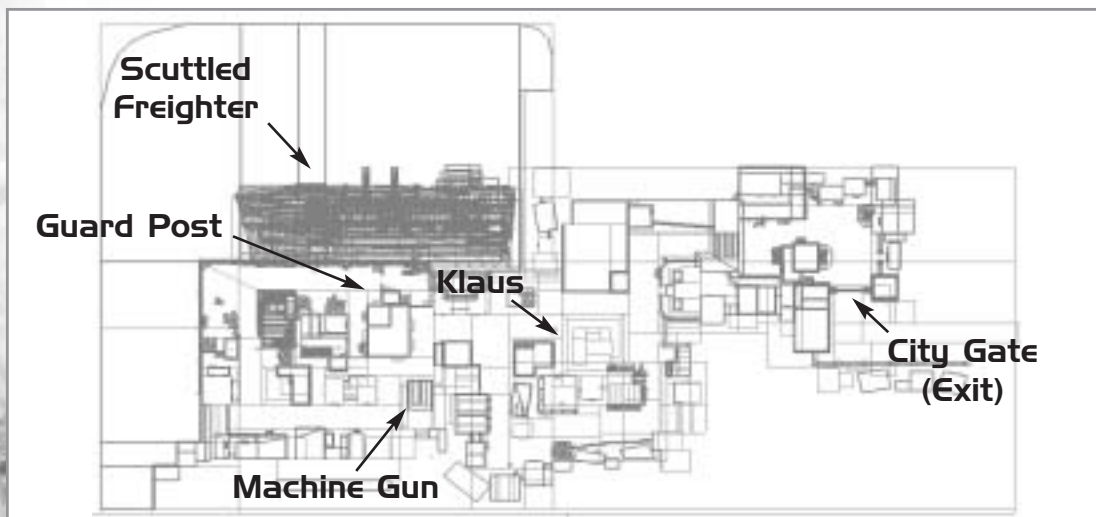 Scuttled
Freighter
Guard Post
Klaus
City Gate
(Exit)
Machine Gun